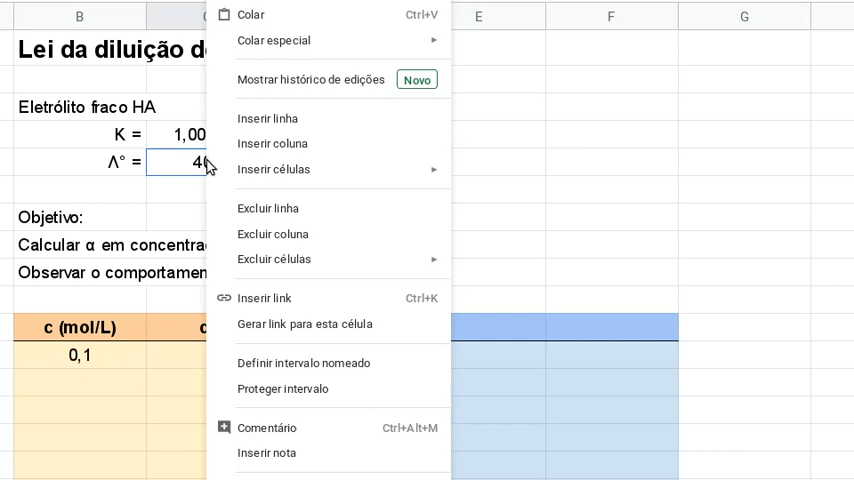 B E F G
Colar Ctrl+V
Colar especial
Lei da diluição d
Mostrar histórico de edições Novo
Eletrólito fraco HA
Inserir linha
K = 1,00
Inserir coluna
Λ° = 40
Inserir células
Excluir linha
Objetivo:
Excluir coluna
Calcular α em concentra
Excluir células
Observar o comportamen
Inserir link Ctrl+K
Gerar link para esta célula
c (mol/L)
0,1
Definir intervalo nomeado
Proteger intervalo
Comentário Ctrl+Alt+M
Inserir nota